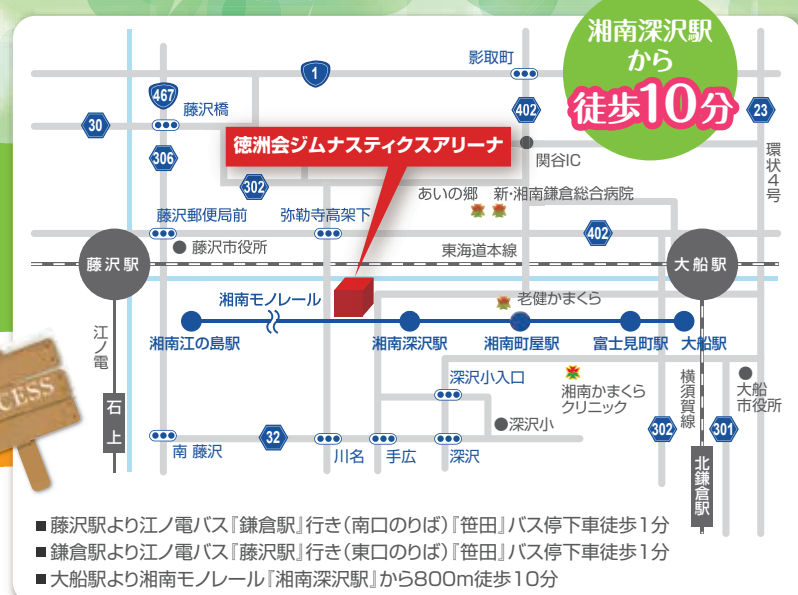 湘南深沢駅
から
徒歩10分
影取町
1
467
藤沢橋
30
402
23
関谷IC
環状4号
徳洲会ジムナスティクスアリーナ
306
302
あいの郷
新・湘南鎌倉総合病院
藤沢郵便局前
弥勒寺高架下
402
藤沢市役所
東海道本線
藤沢駅
大船駅
湘南モノレール
老健かまくら
湘南江の島駅
湘南深沢駅
湘南町屋駅
富士見町駅
大船駅
江ノ電
深沢小入口
湘南かまくら
クリニック
横須賀線
大船
市役所
CESS
石上
深沢小
南 藤沢
32
川名
手広
深沢
302
301
北鎌倉駅
■藤沢駅より江ノ電バス『鎌倉駅』行き（南口のりば）『笹田』バス停下車徒歩1分
■鎌倉駅より江ノ電バス『藤沢駅』行き（東口のりば）『笹田』バス停下車徒歩1分
■大船駅より湘南モノレール『湘南深沢駅』から800m徒歩10分